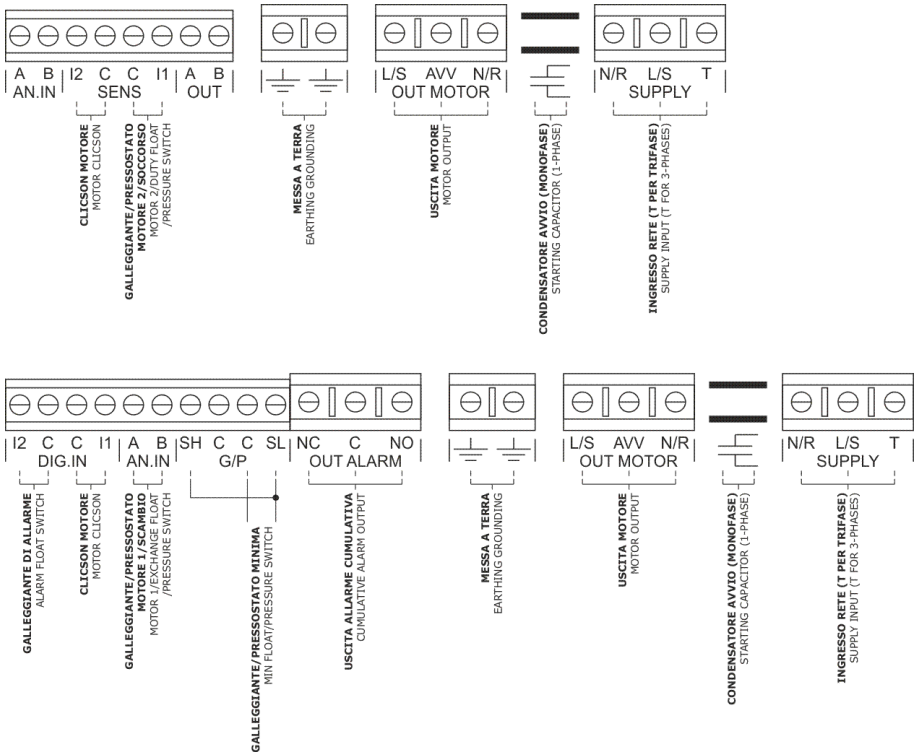 A B I2 C C I1 A B
AN.IN SENS OUT
CLICSON MOTORE
MOTOR CLICSON
GALLEGGIANTE/PRESSOSTATO
MOTORE 2/SOCCORSO
MOTOR 2/DUTY FLOAT
/PRESSURE SWITCH
MESSA A TERRA
EARTHING GROUNDING
L/S AVV N/R
OUT MOTOR
USCITA MOTORE
MOTOR OUTPUT
CONDENSATORE AVVIO (MONOFASE)
STARTING CAPACITOR (1-PHASE)
N/R L/S T
SUPPLY
INGRESSO RETE (T PER TRIFASE)
SUPPLY INPUT (T FOR 3-PHASES)
I2 C C I1 A B SH C C SL NC C NO
DIG.IN AN.IN G/P OUT ALARM
GALLEGGIANTE DI ALLARME
ALARM FLOAT SWITCH
CLICSON MOTORE
MOTOR CLICSON
GALLEGGIANTE/PRESSOSTATO
MOTORE 1/SCAMBIO
MOTOR 1/EXCHANGE FLOAT
/PRESSURE SWITCH
GALLEGGIANTE/PRESSOSTATO MINIMA
MIN FLOAT/PRESSURE SWITCH
USCITA ALLARME CUMULATIVA
CUMULATIVE ALARM OUTPUT
MESSA A TERRA
EARTHING GROUNDING
L/S AVV N/R
OUT MOTOR
USCITA MOTORE
MOTOR OUTPUT
CONDENSATORE AVVIO (MONOFASE)
STARTING CAPACITOR (1-PHASE)
N/R L/S T
SUPPLY
INGRESSO RETE (T PER TRIFASE)
SUPPLY INPUT (T FOR 3-PHASES)